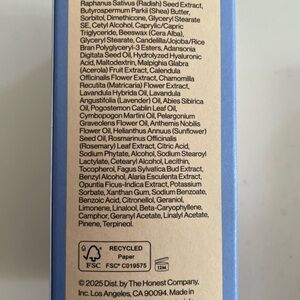 Raphanus Sativus (Radish) Seed Extract,
Butyrospermum Parkii (Shea) Butter,
Sorbitol, Dimethicone, Glyceryl Stearate
SE, Cetyl Alcohol, Caprylic/Capric
Triglyceride, Beeswax (Cera Alba),
Glyceryl Stearate, Candelilla/Jojoba/Rice
Bran Polyglyceryl-3 Esters, Adansonia
Digitata Seed Oil, Hydrolyzed Hyaluronic
Acid, Maltodextrin, Malpighia Glabra
(Acerola) Fruit Extract, Calendula
Officinalis Flower Extract, Chamomilla
Recutita (Matricaria) Flower Extract,
Lavandula Hybrida Oil, Lavandula
Angustifolia (Lavender) Oil, Abies Sibirica
Oil, Pogostemon Cablin Leaf Oil,
Cymbopogon Martini Oil, Pelargonium
Graveolens Flower Oil, Anthemis Nobilis
Flower Oil, Helianthus Annuus (Sunflower)
Seed Oil, Rosmarinus Officinalis
(Rosemary) Leaf Extract, Citric Acid,
Sodium Phytate, Alcohol, Sodium Stearoyl
Lactylate, Cetearyl Alcohol, Lecithin,
Tocopherol, Fagus Sylvatica Bud Extract,
Benzyl Alcohol, Alaria Esculenta Extract,
Opuntia Ficus-Indica Extract, Potassium
Sorbate, Xanthan Gum, Sodium Benzoate,
Benzoic Acid, Citronellol, Geraniol,
Limonene, Linalool, Beta-Caryophyllene,
Camphor, Geranyl Acetate, Linalyl Acetate,
Pinene, Terpineol.
FSC
RECYCLED
Paper
FSC® C019575
12M
©2025 Dist. by The Honest Company,
Inc. Los Angeles, CA 90094. Made in